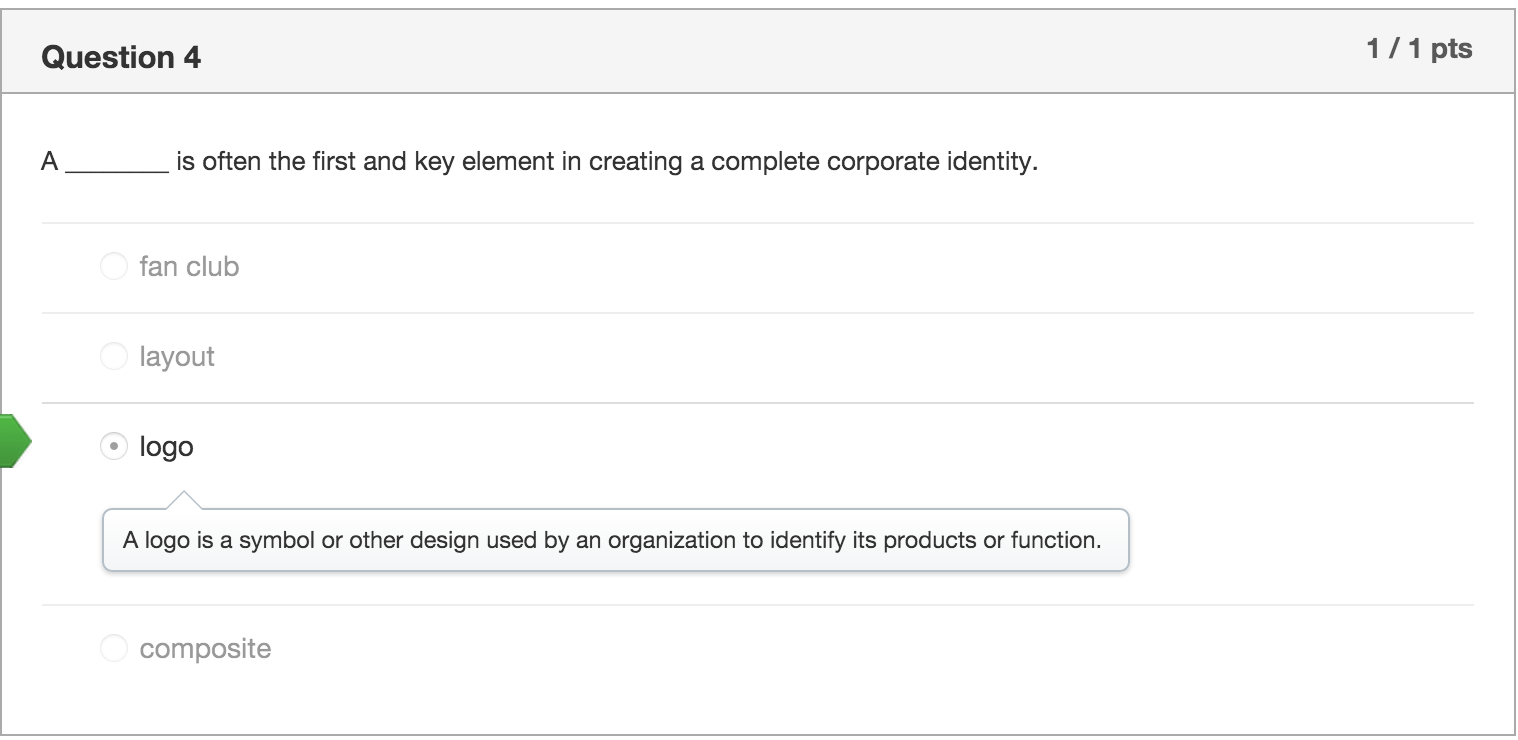 Question 4
1 / 1 pts
A ________ is often the first and key element in creating a complete corporate identity.
fan club
layout
logo
A logo is a symbol or other design used by an organization to identify its products or function.
composite